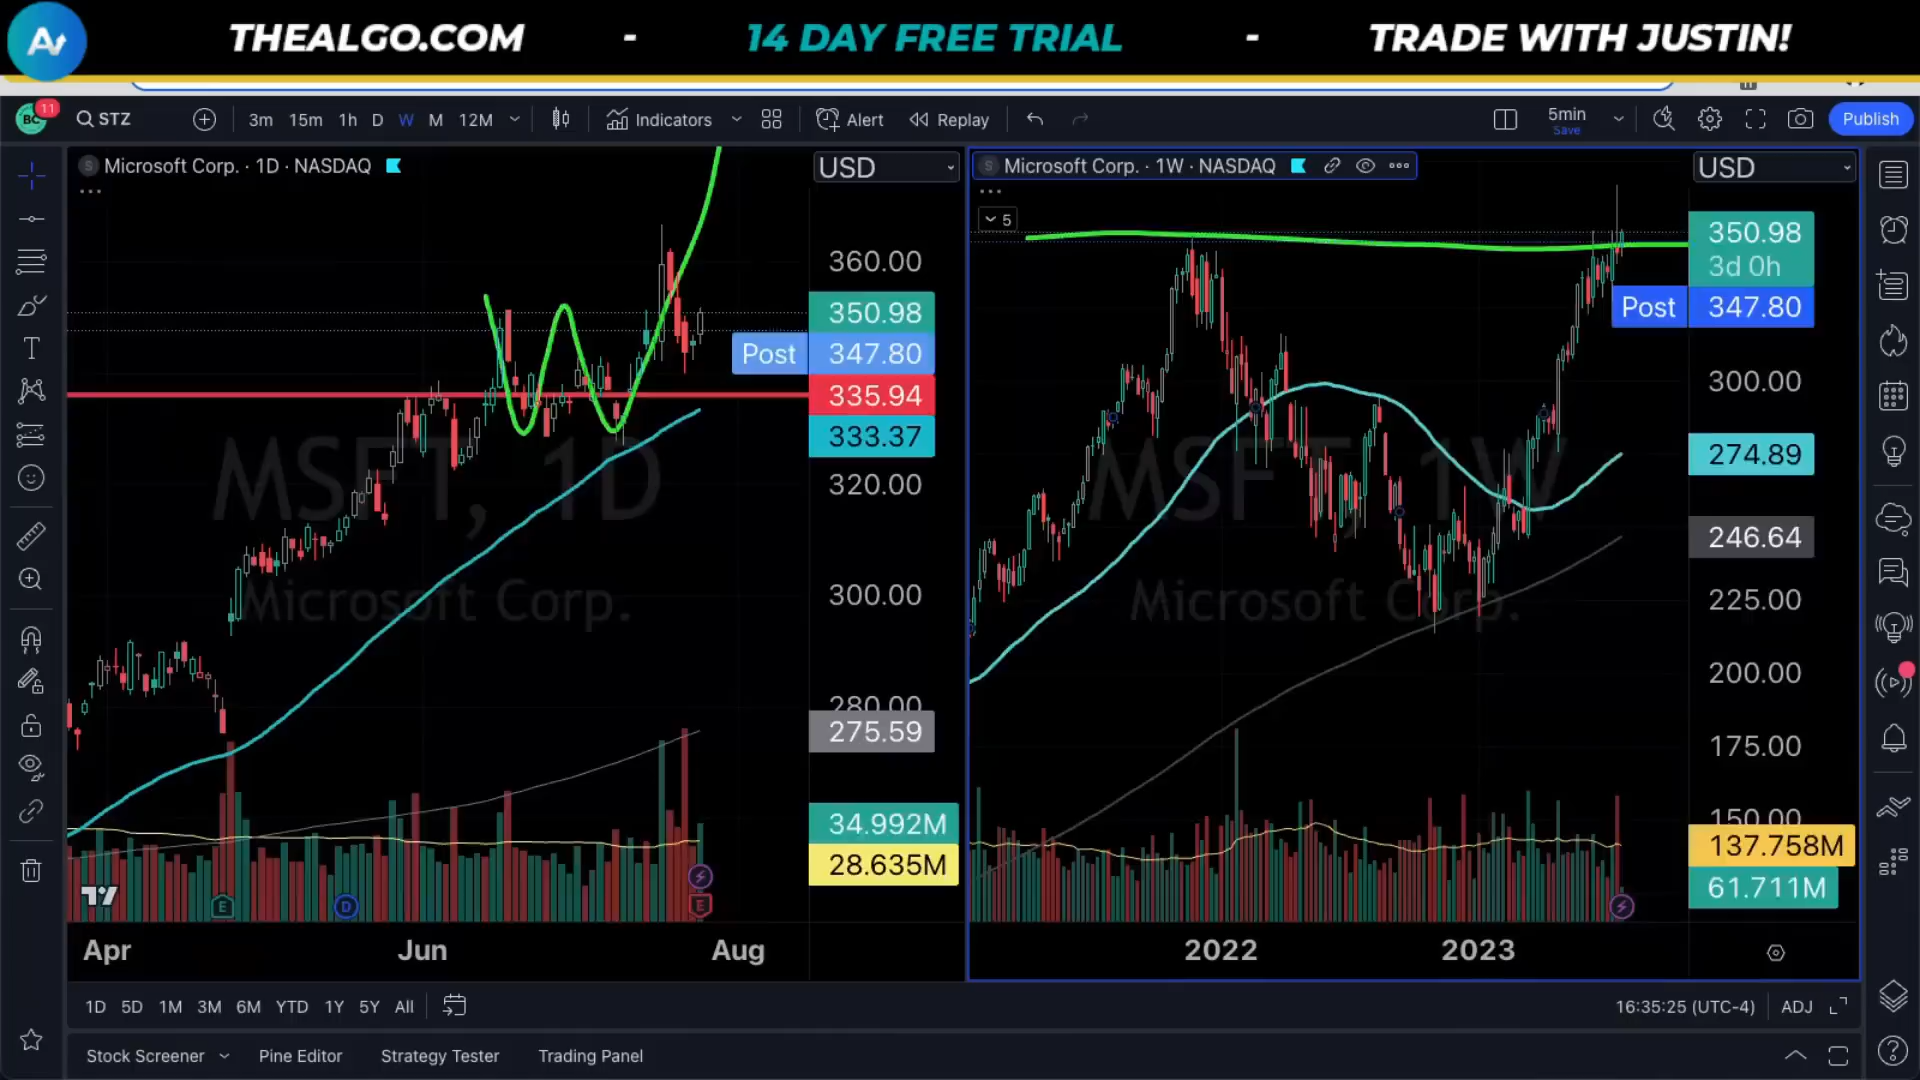 THEALGO.COM - 14 DAY FREE TRIAL - TRADE WITH JUSTIN!
11
STZ 3m 15m 1h D W M 12M Indicators Alert Replay 5min Save Publish
Microsoft Corp. · 1D · NASDAQ
USD
360.00
350.98
Post 347.80
335.94
333.37
320.00
300.00
280.00
275.59
34.992M
28.635M
MSFT, 1D
Microsoft Corp.
E D E
Apr Jun Aug
Microsoft Corp. · 1W · NASDAQ
USD
5
350.98
3d 0h
Post 347.80
300.00
274.89
246.64
225.00
200.00
175.00
150.00
137.758M
61.711M
MSFT, 1W
Microsoft Corp.
2022 2023
1D 5D 1M 3M 6M YTD 1Y 5Y All 16:35:25 (UTC-4) ADJ
Stock Screener Pine Editor Strategy Tester Trading Panel